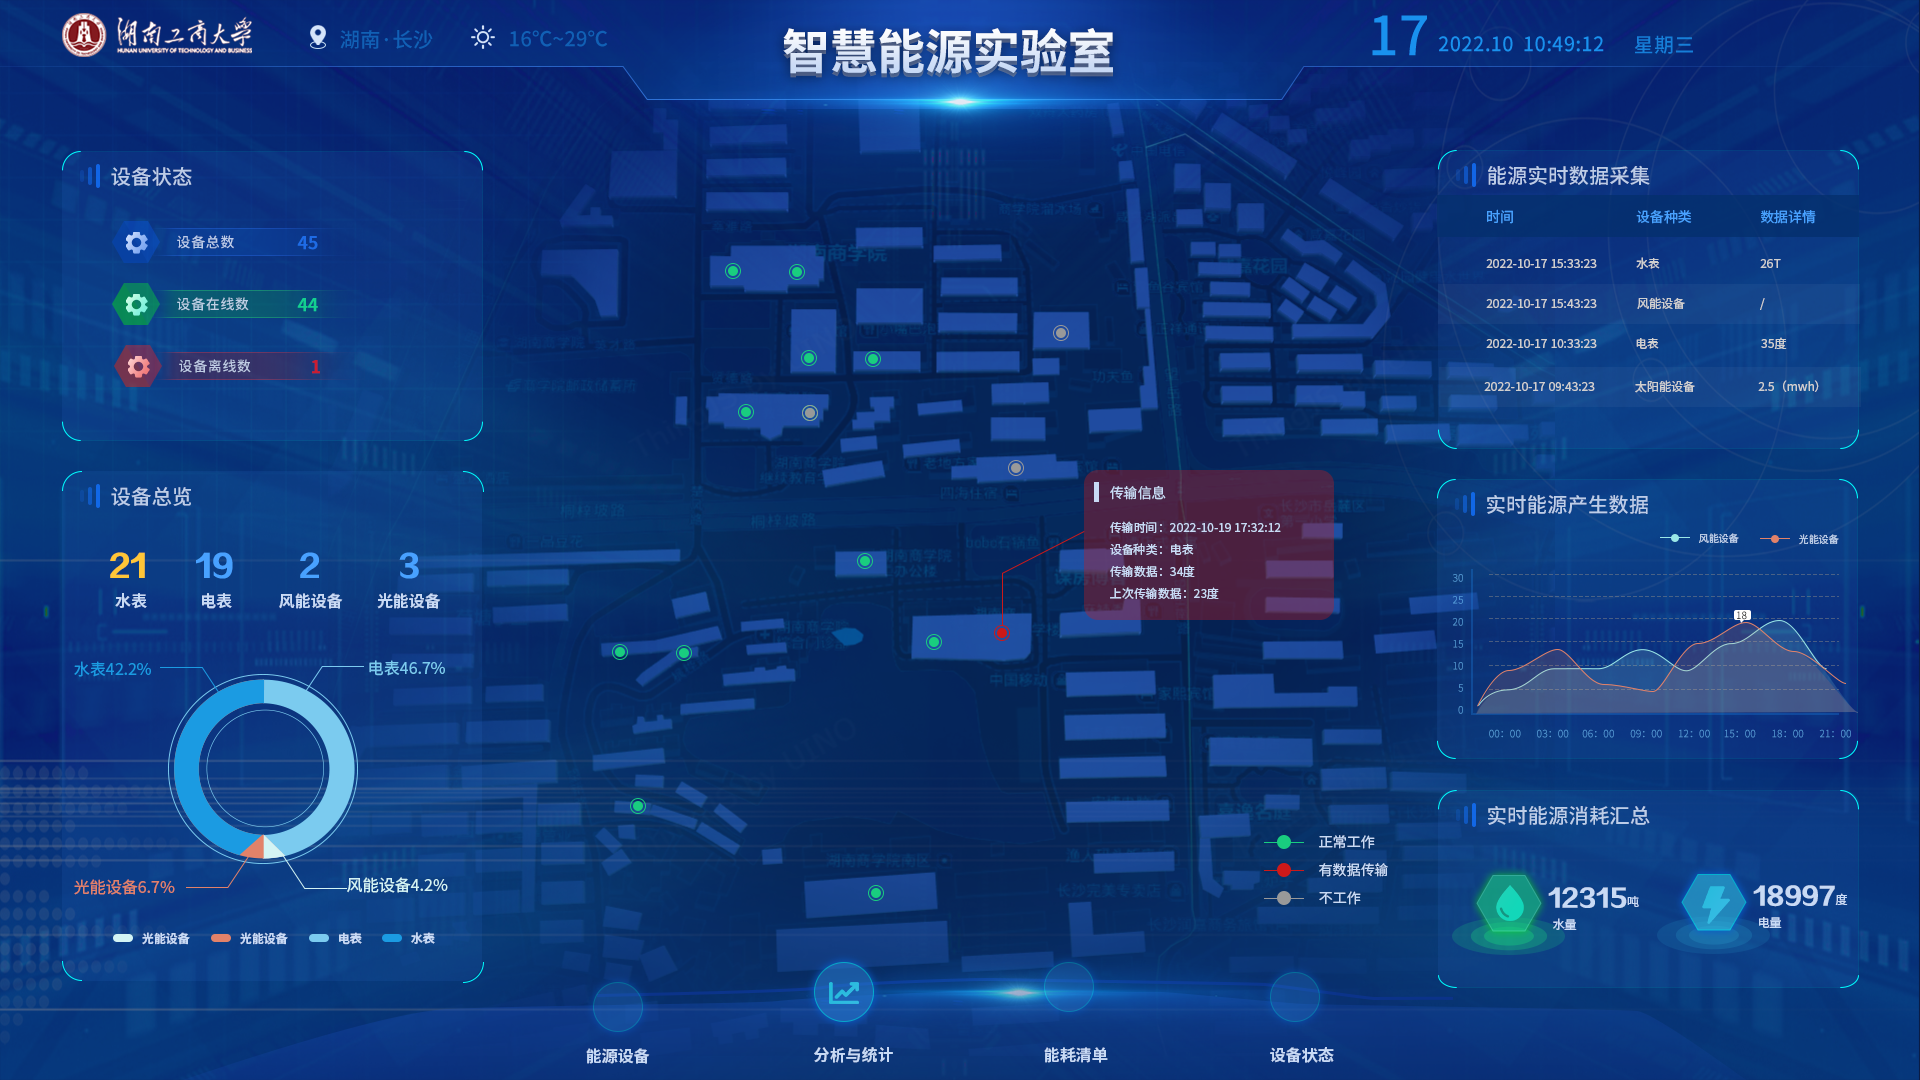 湖南工商大学
HUNAN UNIVERSITY OF TECHNOLOGY AND BUSINESS
湖南·长沙
16℃~29℃
智慧能源实验室
17 2022.10 10:49:12 星期三
设备状态
设备总数 45
设备在线数 44
设备离线数 1
设备总览
21 19 2 3
水表 电表 风能设备 光能设备
水表42.2%
电表46.7%
光能设备6.7%
风能设备4.2%
光能设备 光能设备 电表 水表
商学院
花园
四海住宿
中国移动
传输信息
传输时间：2022-10-19 17:32:12
设备种类：电表
传输数据：34度
上次传输数据：23度
正常工作
有数据传输
不工作
能源实时数据采集
时间 设备种类 数据详情
2022-10-17 15:33:23 水表 26T
2022-10-17 15:43:23 风能设备 /
2022-10-17 10:33:23 电表 35度
2022-10-17 09:43:23 太阳能设备 2.5（mwh）
实时能源产生数据
风能设备 光能设备
30
25
20
15
10
5
0
18
00：00 03：00 06：00 09：00 12：00 15：00 18：00 21：00
实时能源消耗汇总
12315吨
水量
18997度
电量
能源设备
分析与统计
能耗清单
设备状态